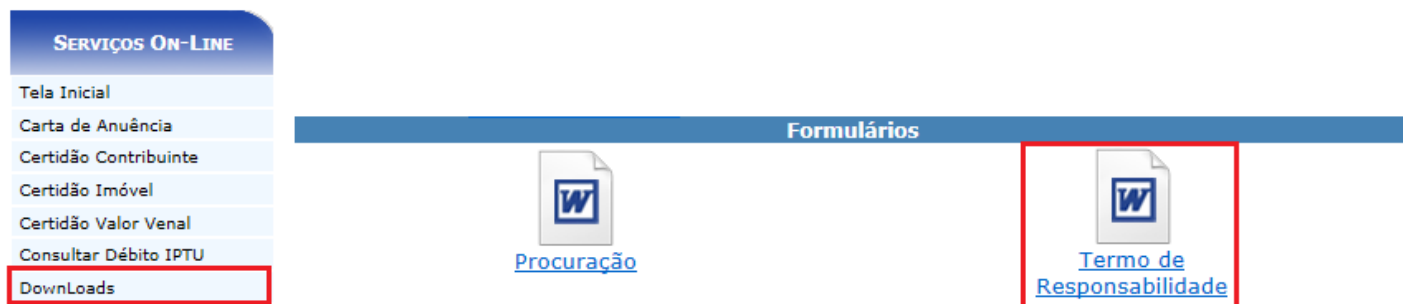 Serviços On-Line
Tela Inicial
Carta de Anuência
Certidão Contribuinte
Certidão Imóvel
Certidão Valor Venal
Consultar Débito IPTU
DownLoads
Formulários
W
Procuração
W
Termo de
Responsabilidade